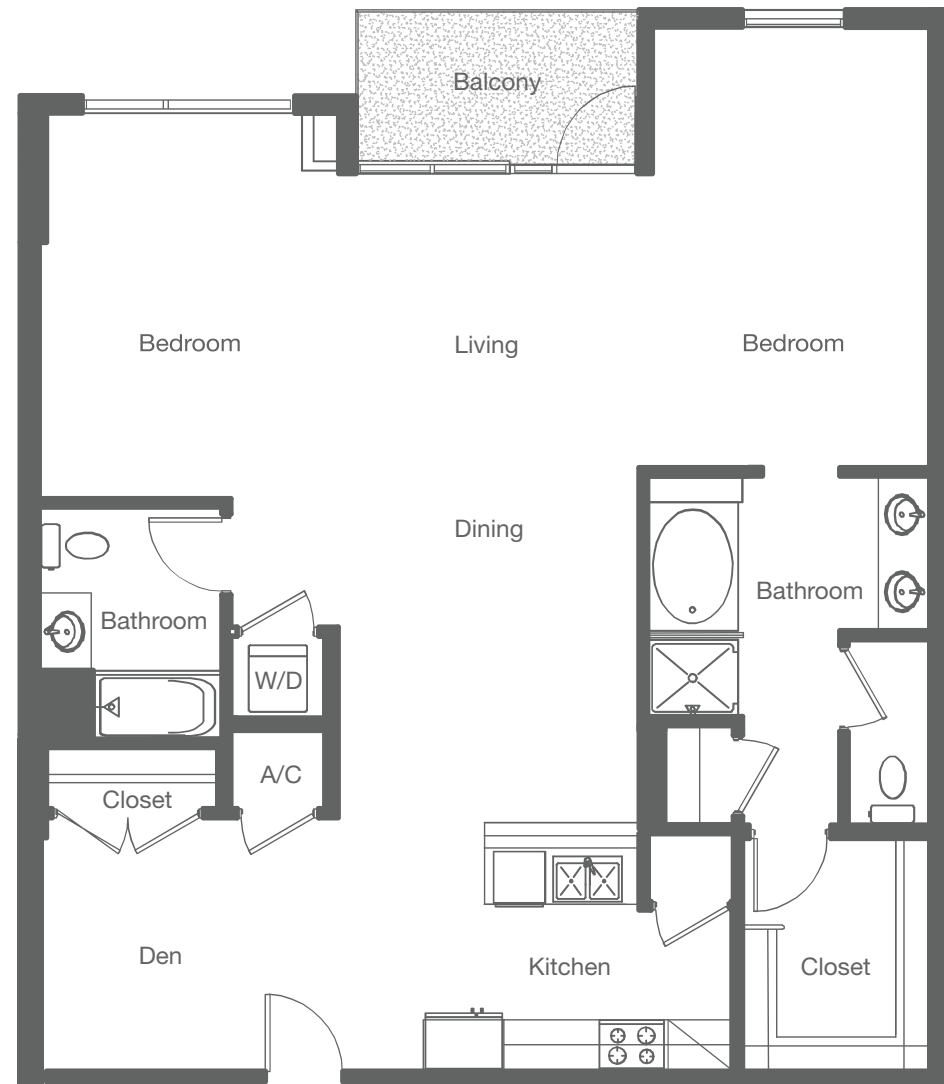 Balcony
Bedroom
Living
Bedroom
Dining
Bathroom
Bathroom
W/D
A/C
Closet
Den
Kitchen
Closet